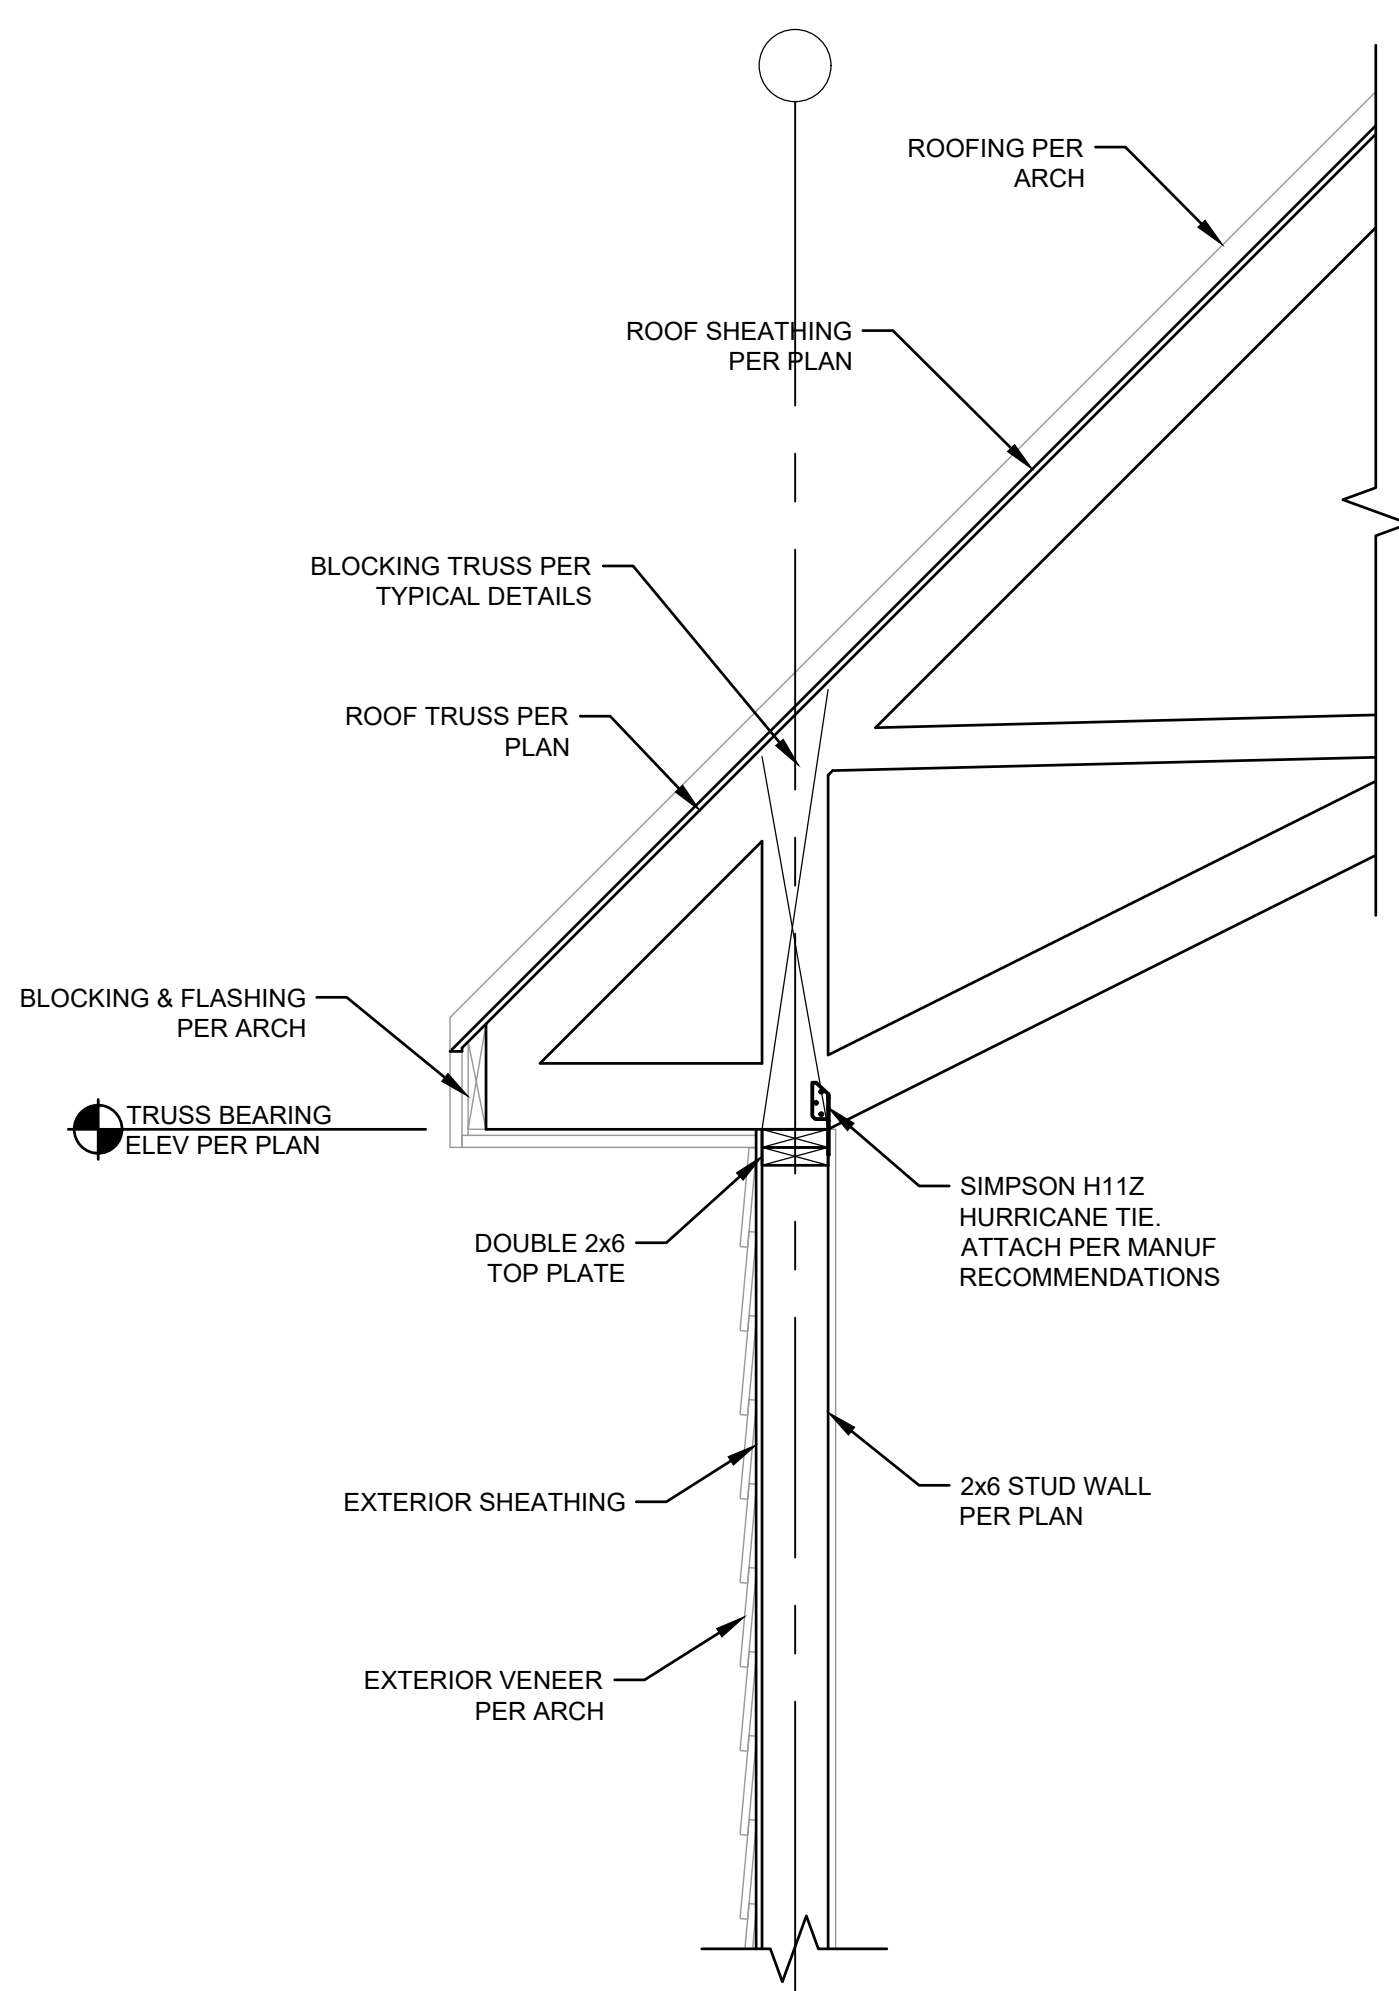 ROOFING PER
ARCH
ROOF SHEATHING
PER PLAN
BLOCKING TRUSS PER
TYPICAL DETAILS
ROOF TRUSS PER
PLAN
BLOCKING & FLASHING
PER ARCH
TRUSS BEARING
ELEV PER PLAN
SIMPSON H11Z
HURRICANE TIE.
ATTACH PER MANUF
RECOMMENDATIONS
DOUBLE 2x6
TOP PLATE
EXTERIOR SHEATHING
2x6 STUD WALL
PER PLAN
EXTERIOR VENEER
PER ARCH